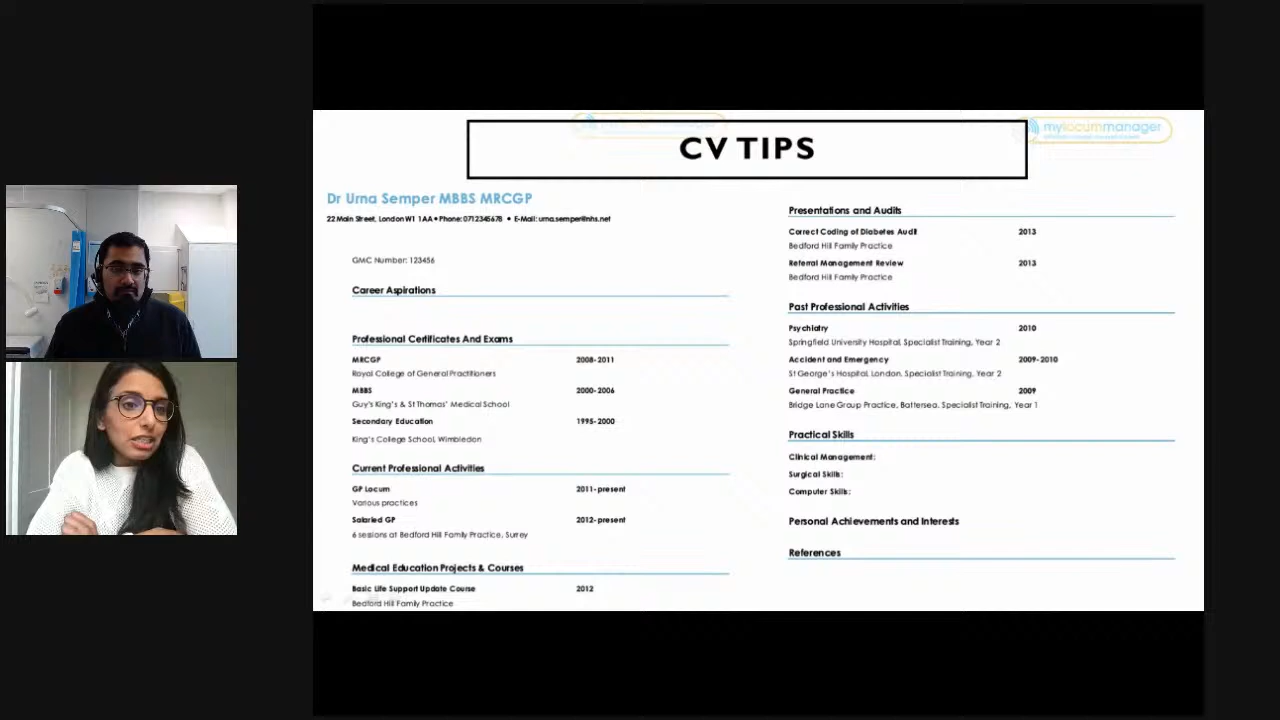 CV TIPS
mylocummanager
Dr Urna Semper MBBS MRCGP
22 Main Street, London W1 1AA • Phone: 0712345678 • E-Mail: urna.semper@nhs.net
GMC Number: 123456
Career Aspirations
Professional Certificates And Exams
MRCGP 2008-2011
Royal College of General Practitioners
MBBS 2000-2006
Guy's King's & St Thomas' Medical School
Secondary Education 1995-2000
King's College School, Wimbledon
Current Professional Activities
GP Locum 2011-present
Various practices
Salaried GP 2012-present
6 sessions at Bedford Hill Family Practice, Surrey
Medical Education Projects & Courses
Basic Life Support Update Course 2012
Bedford Hill Family Practice
Presentations and Audits
Correct Coding of Diabetes Audit 2013
Bedford Hill Family Practice
Referral Management Review 2013
Bedford Hill Family Practice
Past Professional Activities
Psychiatry 2010
Springfield University Hospital. Specialist Training, Year 2
Accident and Emergency 2009-2010
St George's Hospital, London. Specialist Training, Year 2
General Practice 2009
Bridge Lane Group Practice, Battersea. Specialist Training, Year 1
Practical Skills
Clinical Management:
Surgical Skills:
Computer Skills:
Personal Achievements and Interests
References